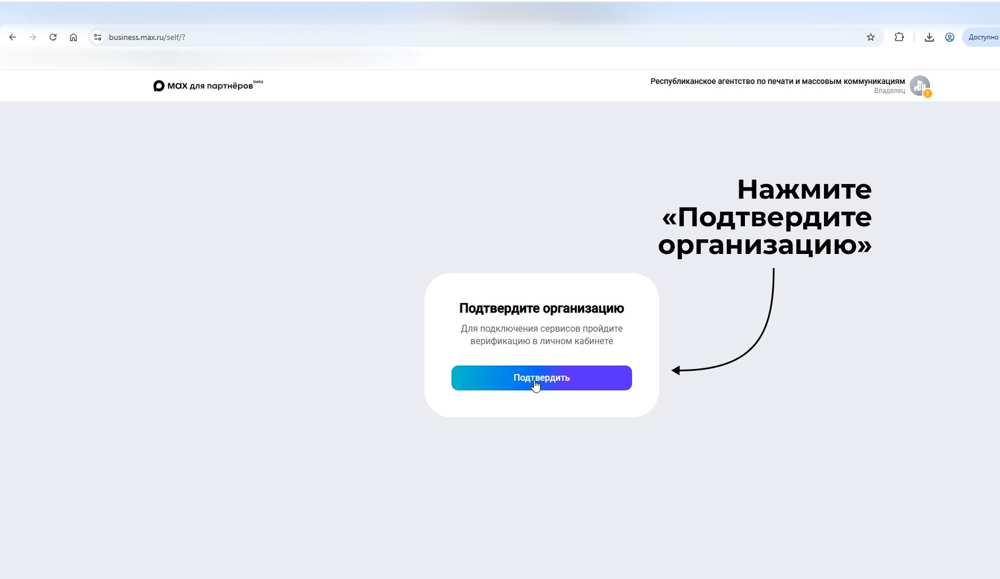 business.max.ru/self/?
Доступно
max для партнёров beta
Республиканское агентство по печати и массовым коммуникациям
Владелец
Нажмите
«Подтвердите
организацию»
Подтвердите организацию
Для подключения сервисов пройдите
верификацию в личном кабинете
Подтвердить